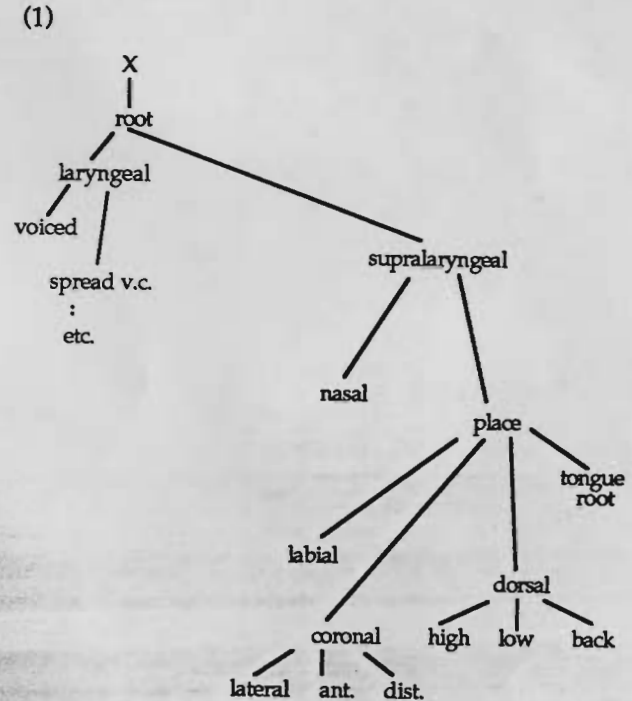 (1)
X
root
laryngeal
voiced
supralaryngeal
spread v.c.
:
etc.
nasal
place
tongue
root
labial
dorsal
coronal
high low back
lateral ant. dist.